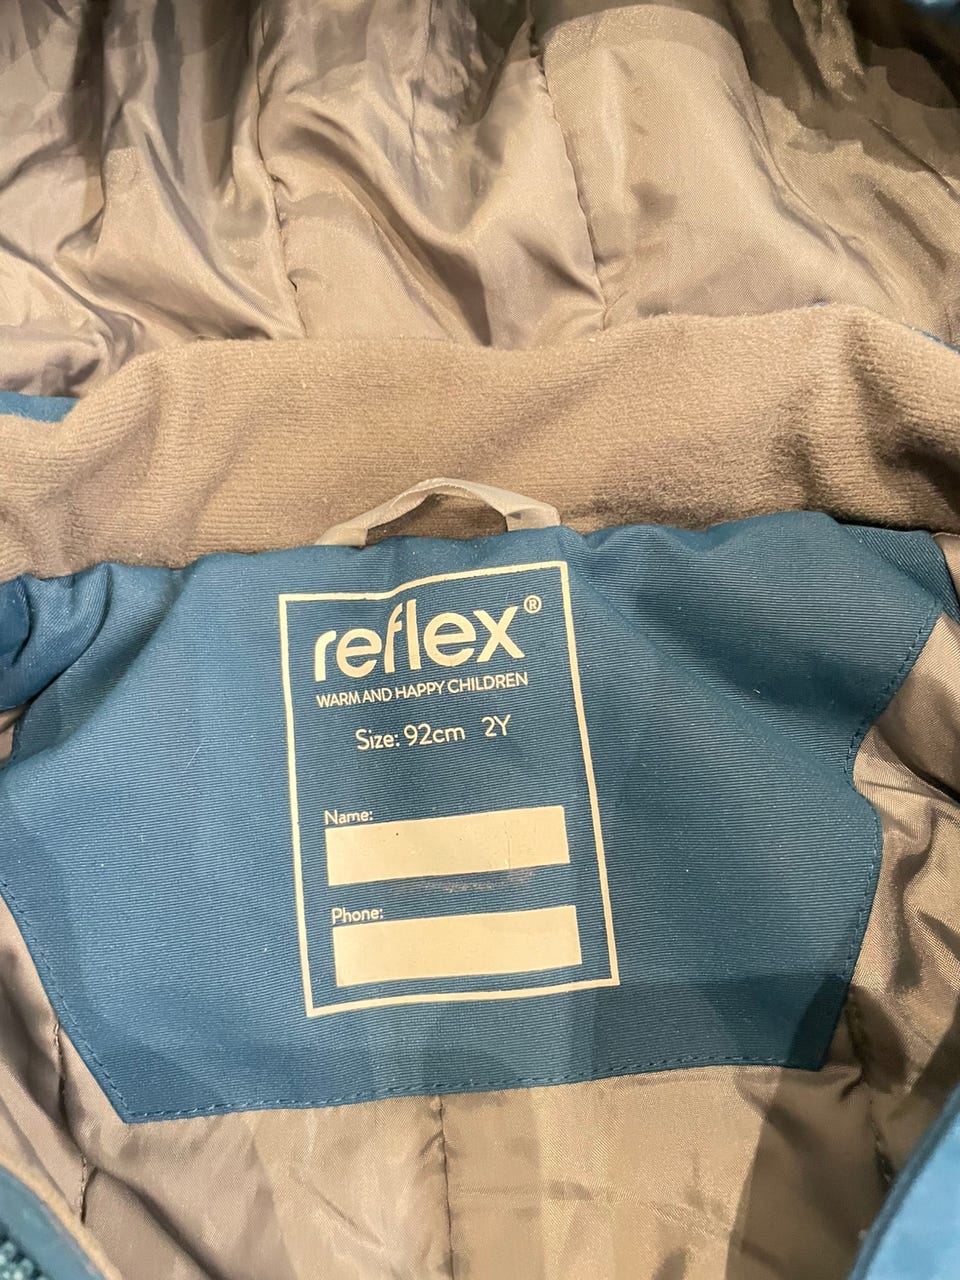 reflex®
WARM AND HAPPY CHILDREN
Size: 92cm 2Y
Name:
Phone: